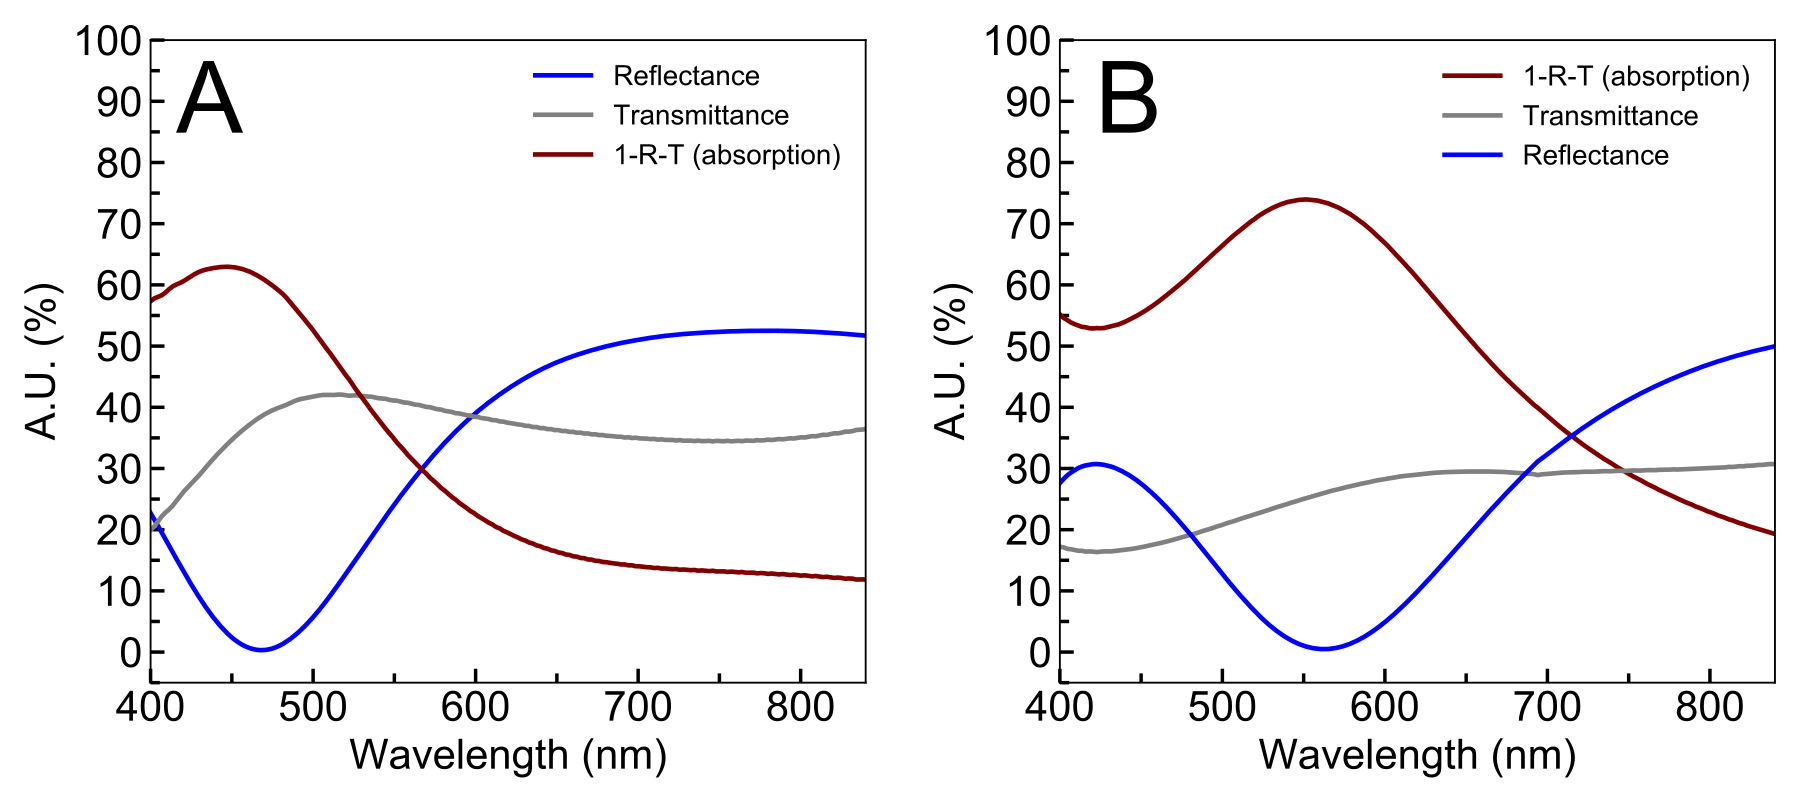 A
Reflectance
Transmittance
1-R-T (absorption)
100
90
80
70
60
50
40
30
20
10
0
A.U. (%)
400 500 600 700 800
Wavelength (nm)
B
1-R-T (absorption)
Transmittance
Reflectance
100
90
80
70
60
50
40
30
20
10
0
A.U. (%)
400 500 600 700 800
Wavelength (nm)